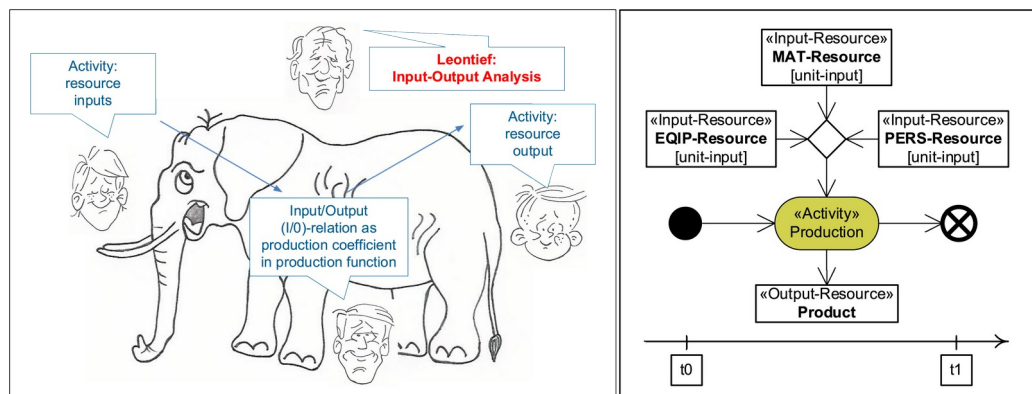 Activity:
resource
inputs
Leontief:
Input-Output Analysis
Activity:
resource
output
Input/Output
(I/0)-relation as
production coefficient
in production function
«Input-Resource»
MAT-Resource
[unit-input]
«Input-Resource»
EQIP-Resource
[unit-input]
«Input-Resource»
PERS-Resource
[unit-input]
«Activity»
Production
«Output-Resource»
Product
t0
t1